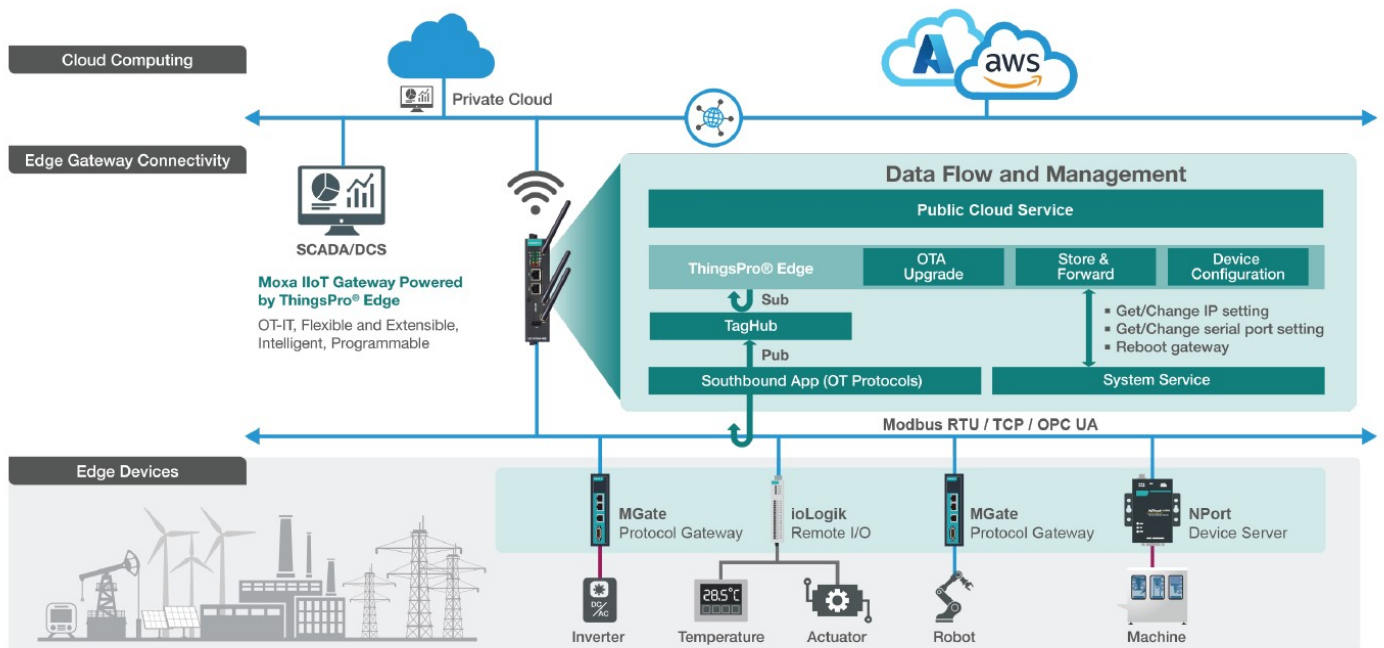 Cloud Computing
Private Cloud
aws
Edge Gateway Connectivity
SCADA/DCS
Moxa IIoT Gateway Powered
by ThingsPro® Edge
OT-IT, Flexible and Extensible,
Intelligent, Programmable
Data Flow and Management
Public Cloud Service
ThingsPro® Edge
OTA
Upgrade
Store &
Forward
Device
Configuration
Sub
TagHub
Pub
▪ Get/Change IP setting
▪ Get/Change serial port setting
▪ Reboot gateway
Southbound App (OT Protocols)
System Service
Modbus RTU / TCP / OPC UA
Edge Devices
MGate
Protocol Gateway
ioLogik
Remote I/O
MGate
Protocol Gateway
NPort
Device Server
DC/
AC
28.5°C
Inverter
Temperature
Actuator
Robot
Machine